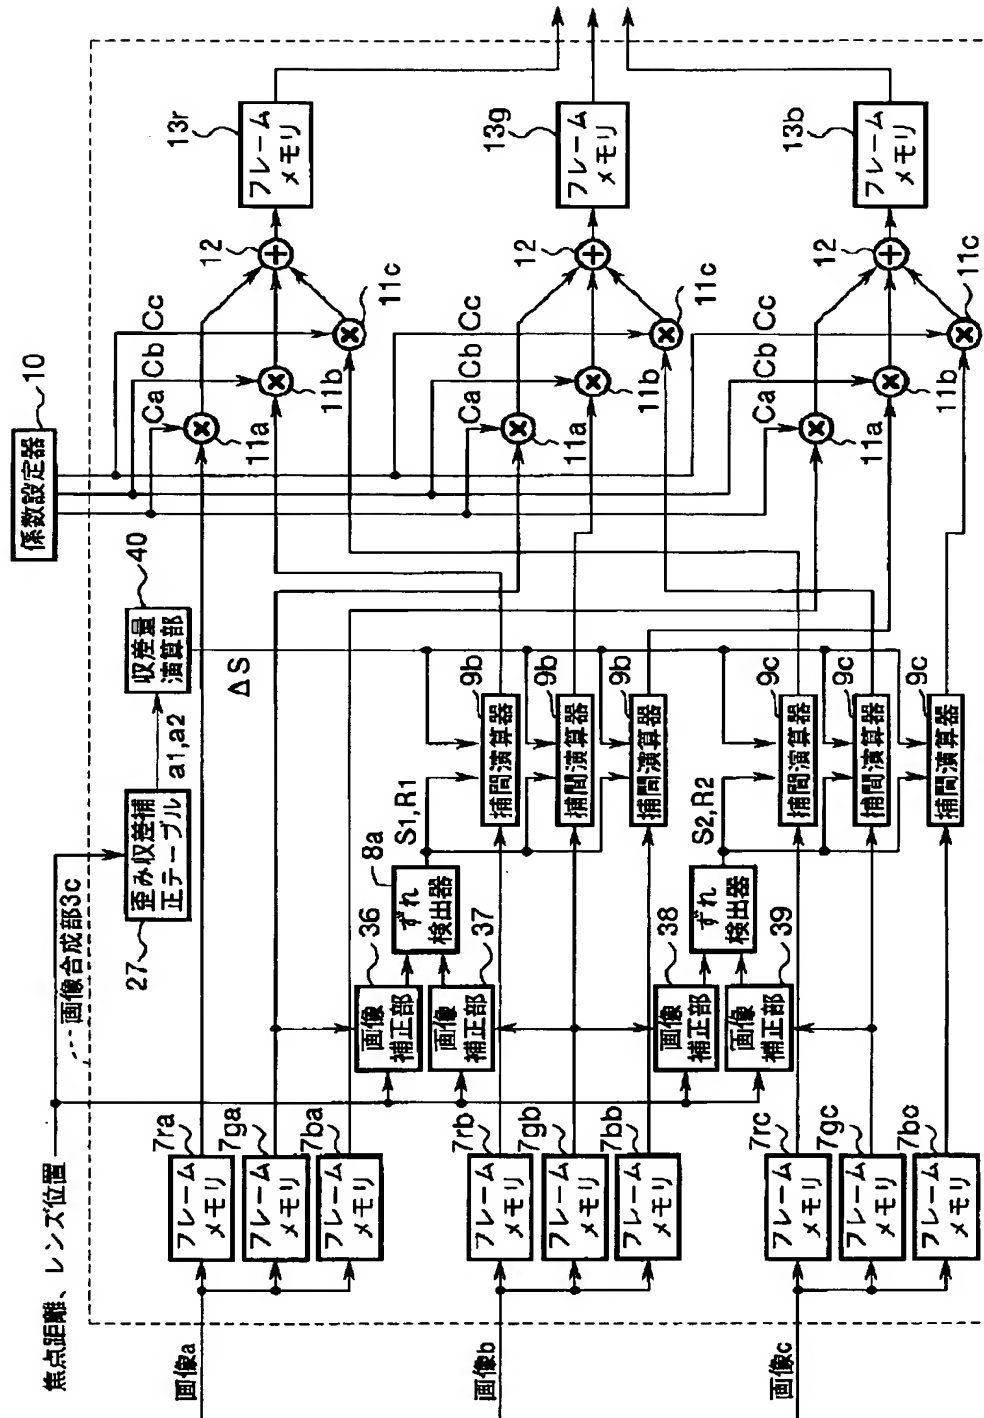 焦点距離、レンズ位置
画像合成部3c
係数設定器
10
歪み収差補
正テーブル
27
a1,a2
収差量
演算部
40
ΔS
画像a
フレーム
メモリ
7ra
フレーム
メモリ
7ga
フレーム
メモリ
7ba
画像b
フレーム
メモリ
7rb
フレーム
メモリ
7gb
フレーム
メモリ
7bb
画像c
フレーム
メモリ
7rc
フレーム
メモリ
7gc
フレーム
メモリ
7bc
画像
補正部
36
画像
補正部
37
ずれ
検出器
8a
S1,R1
画像
補正部
38
画像
補正部
39
ずれ
検出器
S2,R2
補間演算器
9b
補間演算器
9b
補間演算器
9b
補間演算器
9c
補間演算器
9c
補間演算器
9c
Ca
Cb
Cc
11a
11b
11c
12
フレーム
メモリ
13r
Ca
Cb
Cc
11a
11b
11c
12
フレーム
メモリ
13g
Ca
Cb
Cc
11a
11b
11c
12
フレーム
メモリ
13b